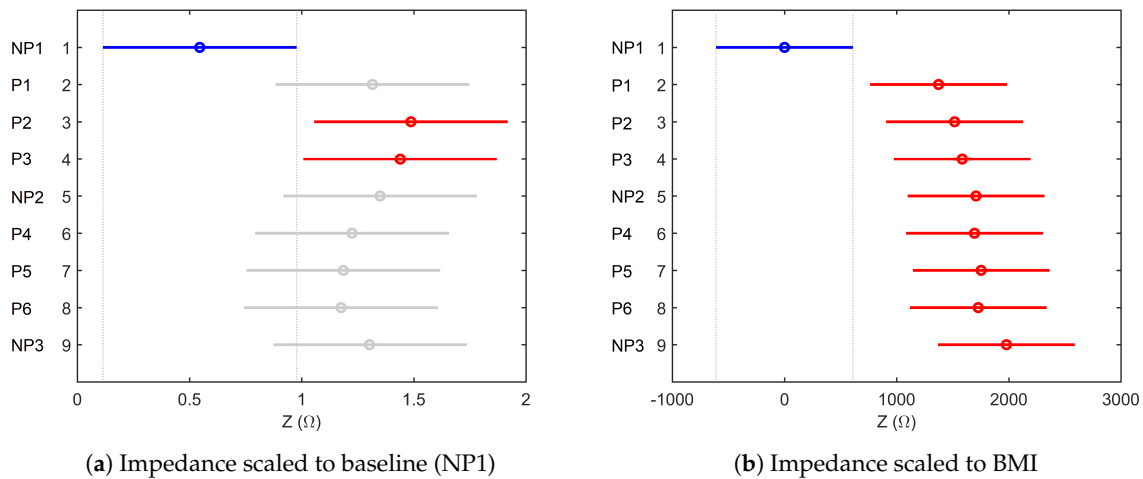 NP1 1
P1 2
P2 3
P3 4
NP2 5
P4 6
P5 7
P6 8
NP3 9
0 0.5 1 1.5 2
Z (Ω)
(a) Impedance scaled to baseline (NP1)
NP1 1
P1 2
P2 3
P3 4
NP2 5
P4 6
P5 7
P6 8
NP3 9
-1000 0 1000 2000 3000
Z (Ω)
(b) Impedance scaled to BMI